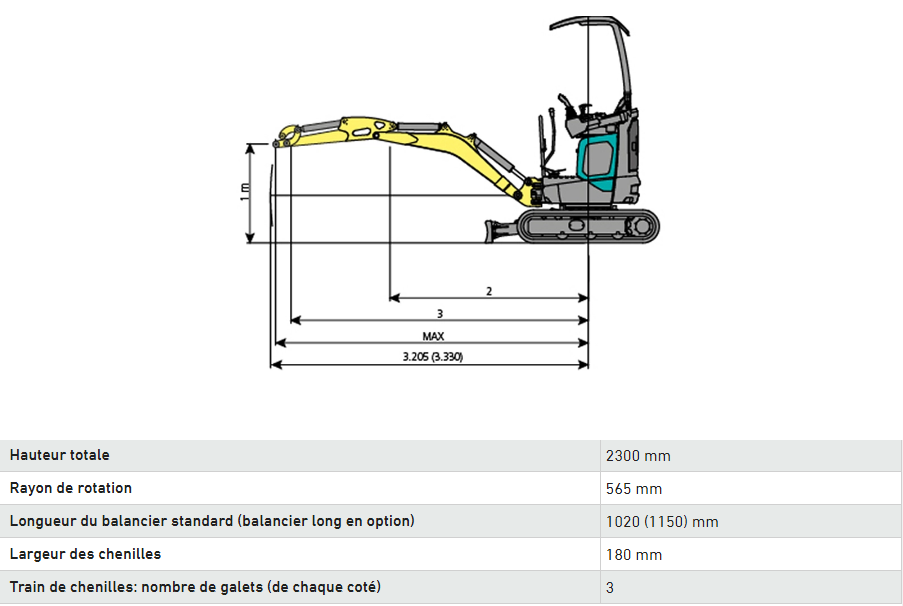 1 m
2
3
MAX
3.205 (3.330)
Hauteur totale 2300 mm
Rayon de rotation 565 mm
Longueur du balancier standard (balancier long en option) 1020 (1150) mm
Largeur des chenilles 180 mm
Train de chenilles: nombre de galets (de chaque coté) 3